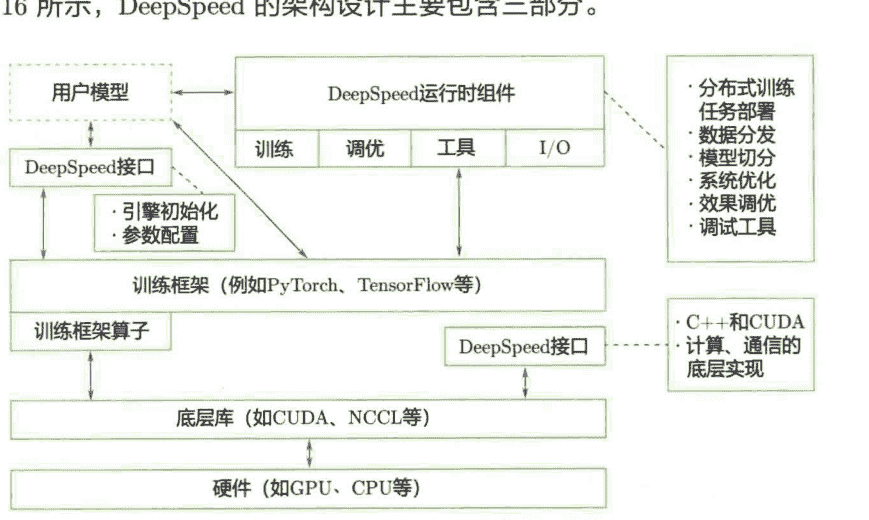 16 所示，DeepSpeed 的架构设计主要包含三部分。
用户模型
DeepSpeed运行时组件
训练
调优
工具
I/O
· 分布式训练
任务部署
· 数据分发
· 模型切分
· 系统优化
· 效果调优
· 调试工具
DeepSpeed接口
· 引擎初始化
· 参数配置
训练框架（例如PyTorch、TensorFlow等）
训练框架算子
DeepSpeed接口
· C++和CUDA
· 计算、通信的
底层实现
底层库（如CUDA、NCCL等）
硬件（如GPU、CPU等）